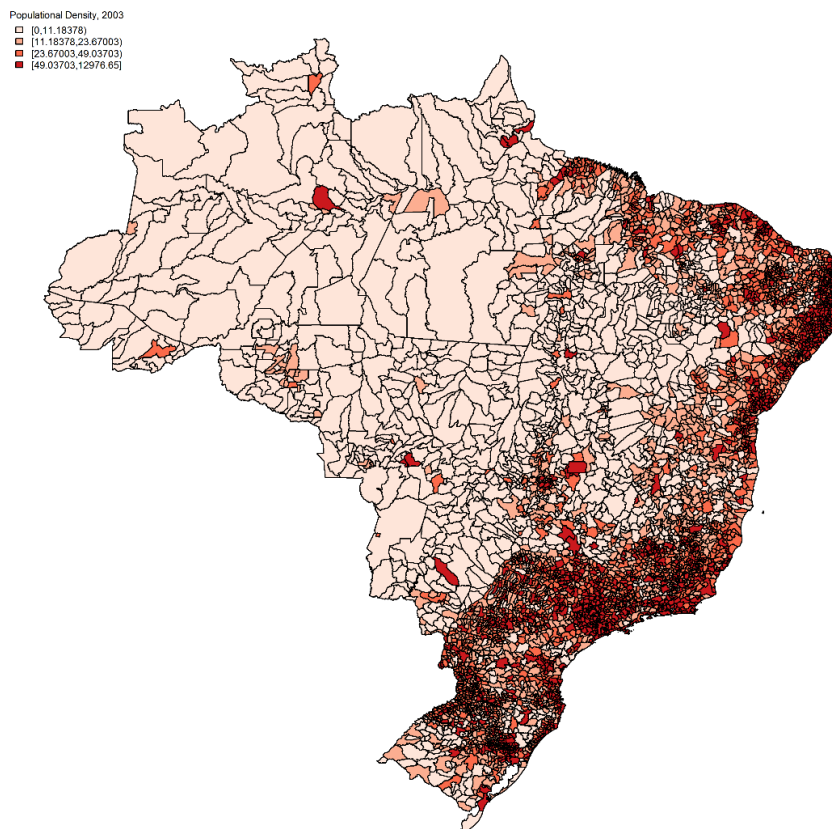 Populational Density, 2003
[0,11.18378)
[11.18378,23.67003)
[23.67003,49.03703)
[49.03703,12976.65]